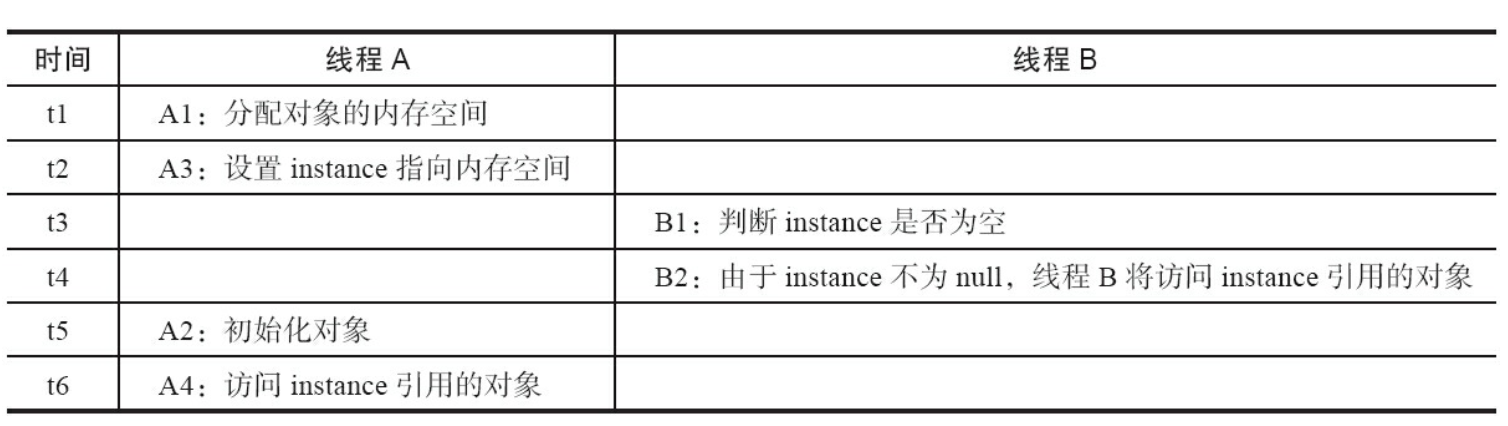 时间 线程 A 线程 B
t1 A1：分配对象的内存空间
t2 A3：设置 instance 指向内存空间
t3 B1：判断 instance 是否为空
t4 B2：由于 instance 不为 null，线程 B 将访问 instance 引用的对象
t5 A2：初始化对象
t6 A4：访问 instance 引用的对象